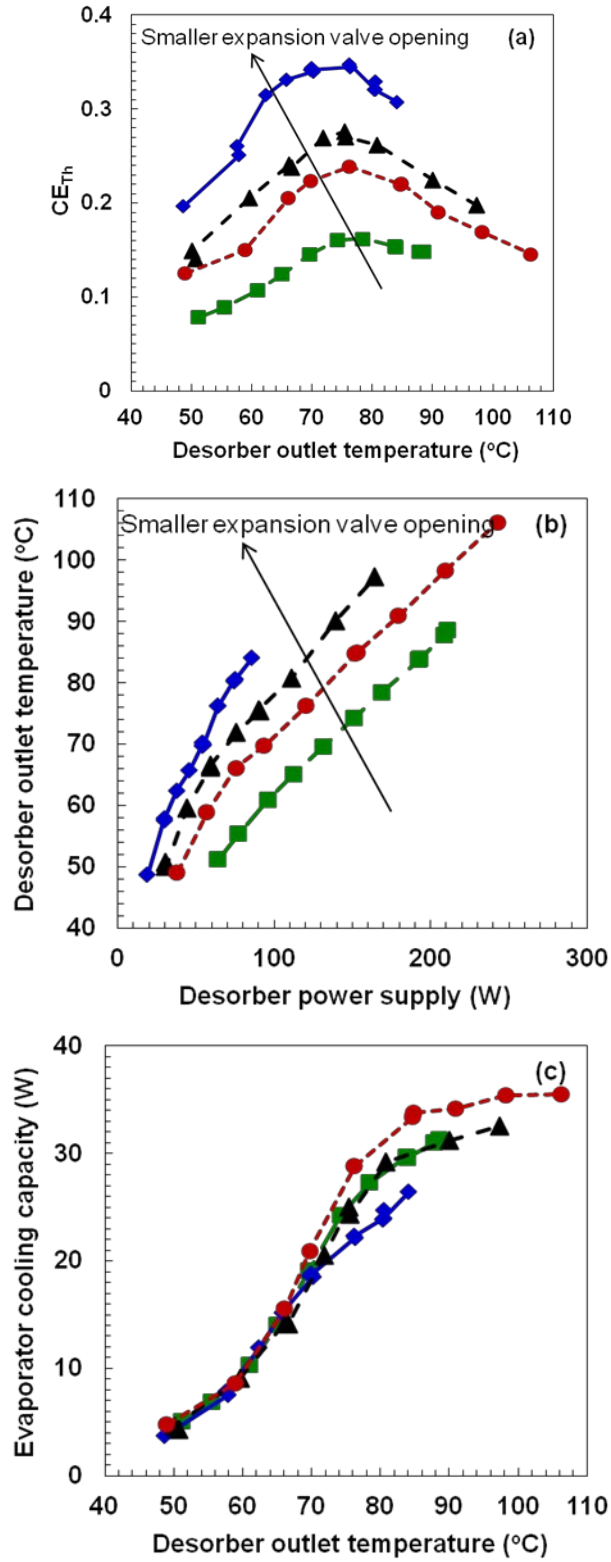 0.4
Smaller expansion valve opening (a)
0.3
CE_Th
0.2
0.1
0
40 50 60 70 80 90 100 110
Desorber outlet temperature (ºC)
110
Smaller expansion valve opening (b)
100
90
80
70
60
50
40
Desorber outlet temperature (ºC)
0 100 200 300
Desorber power supply (W)
40
(c)
30
20
10
0
Evaporator cooling capacity (W)
40 50 60 70 80 90 100 110
Desorber outlet temperature (ºC)